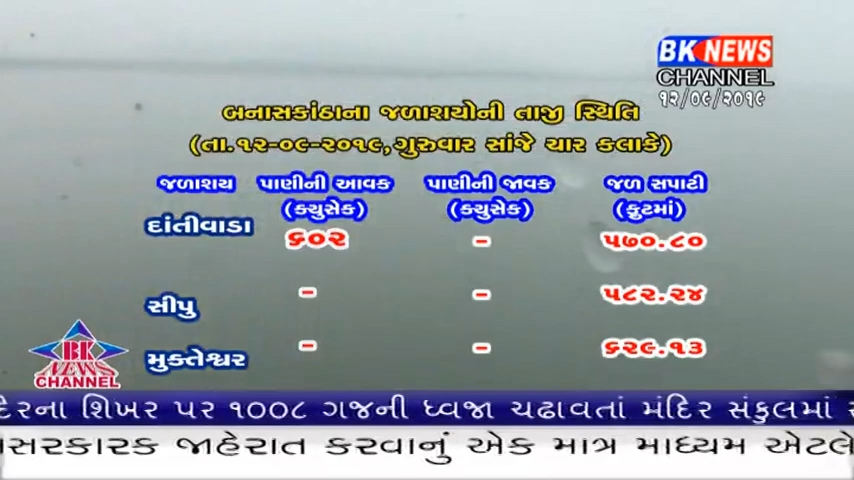 BK NEWS
CHANNEL
૧૨/૦૯/૨૦૧૯
બનાસકાંઠાના જળાશયોની તાજી સ્થિતિ
(તા.૧૨-૦૯-૨૦૧૯,ગુરુવાર સાંજે ચાર કલાકે)
જળાશય પાણીની આવક પાણીની જાવક જળ સપાટી
(ક્યુસેક) (ક્યુસેક) (ફુટમાં)
દાંતીવાડા ૬૦૨ - ૫૭૦.૮૦
સીપુ - - ૫૮૨.૨૪
મુક્તેશ્વર - - ૬૨૯.૧૩
BK
NEWS
CHANNEL
દેરના શિખર પર ૧૦૦૮ ગજની ધ્વજા ચઢાવતાં મંદિર સંકુલમાં
અસરકારક જાહેરાત કરવાનું એક માત્ર માધ્યમ એટલે